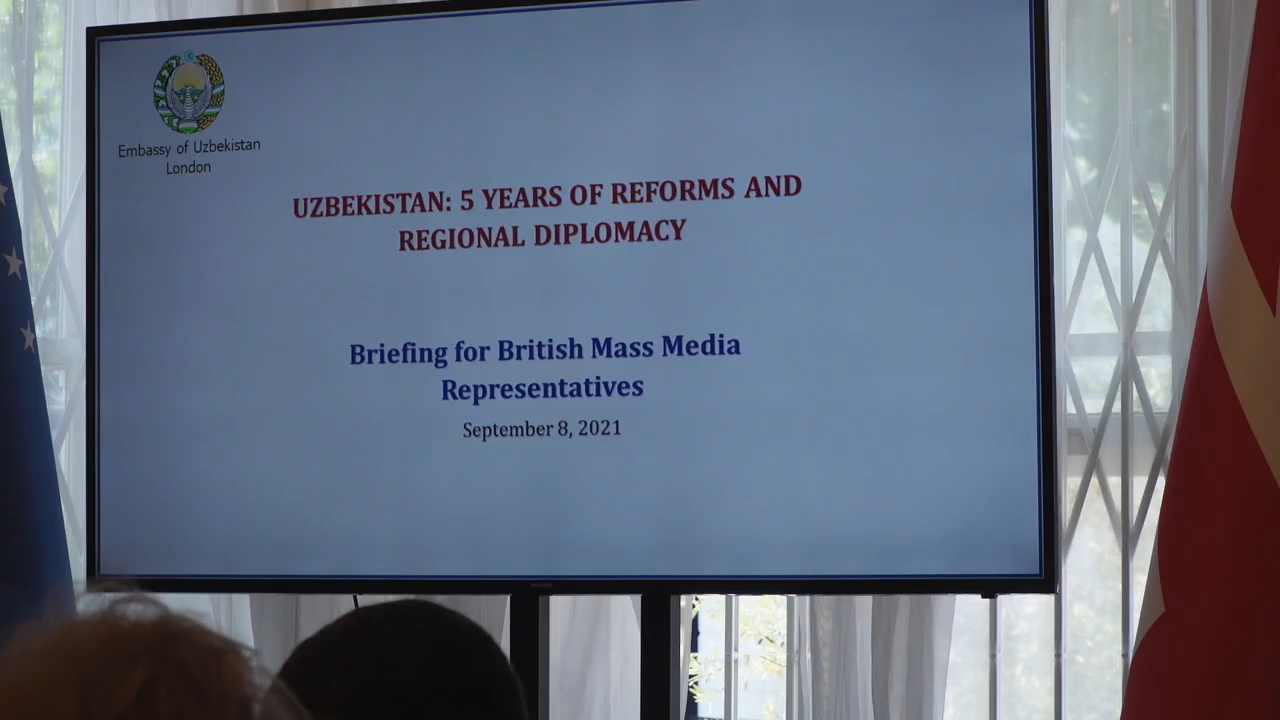 Embassy of Uzbekistan
London
UZBEKISTAN: 5 YEARS OF REFORMS AND
REGIONAL DIPLOMACY
Briefing for British Mass Media
Representatives
September 8, 2021